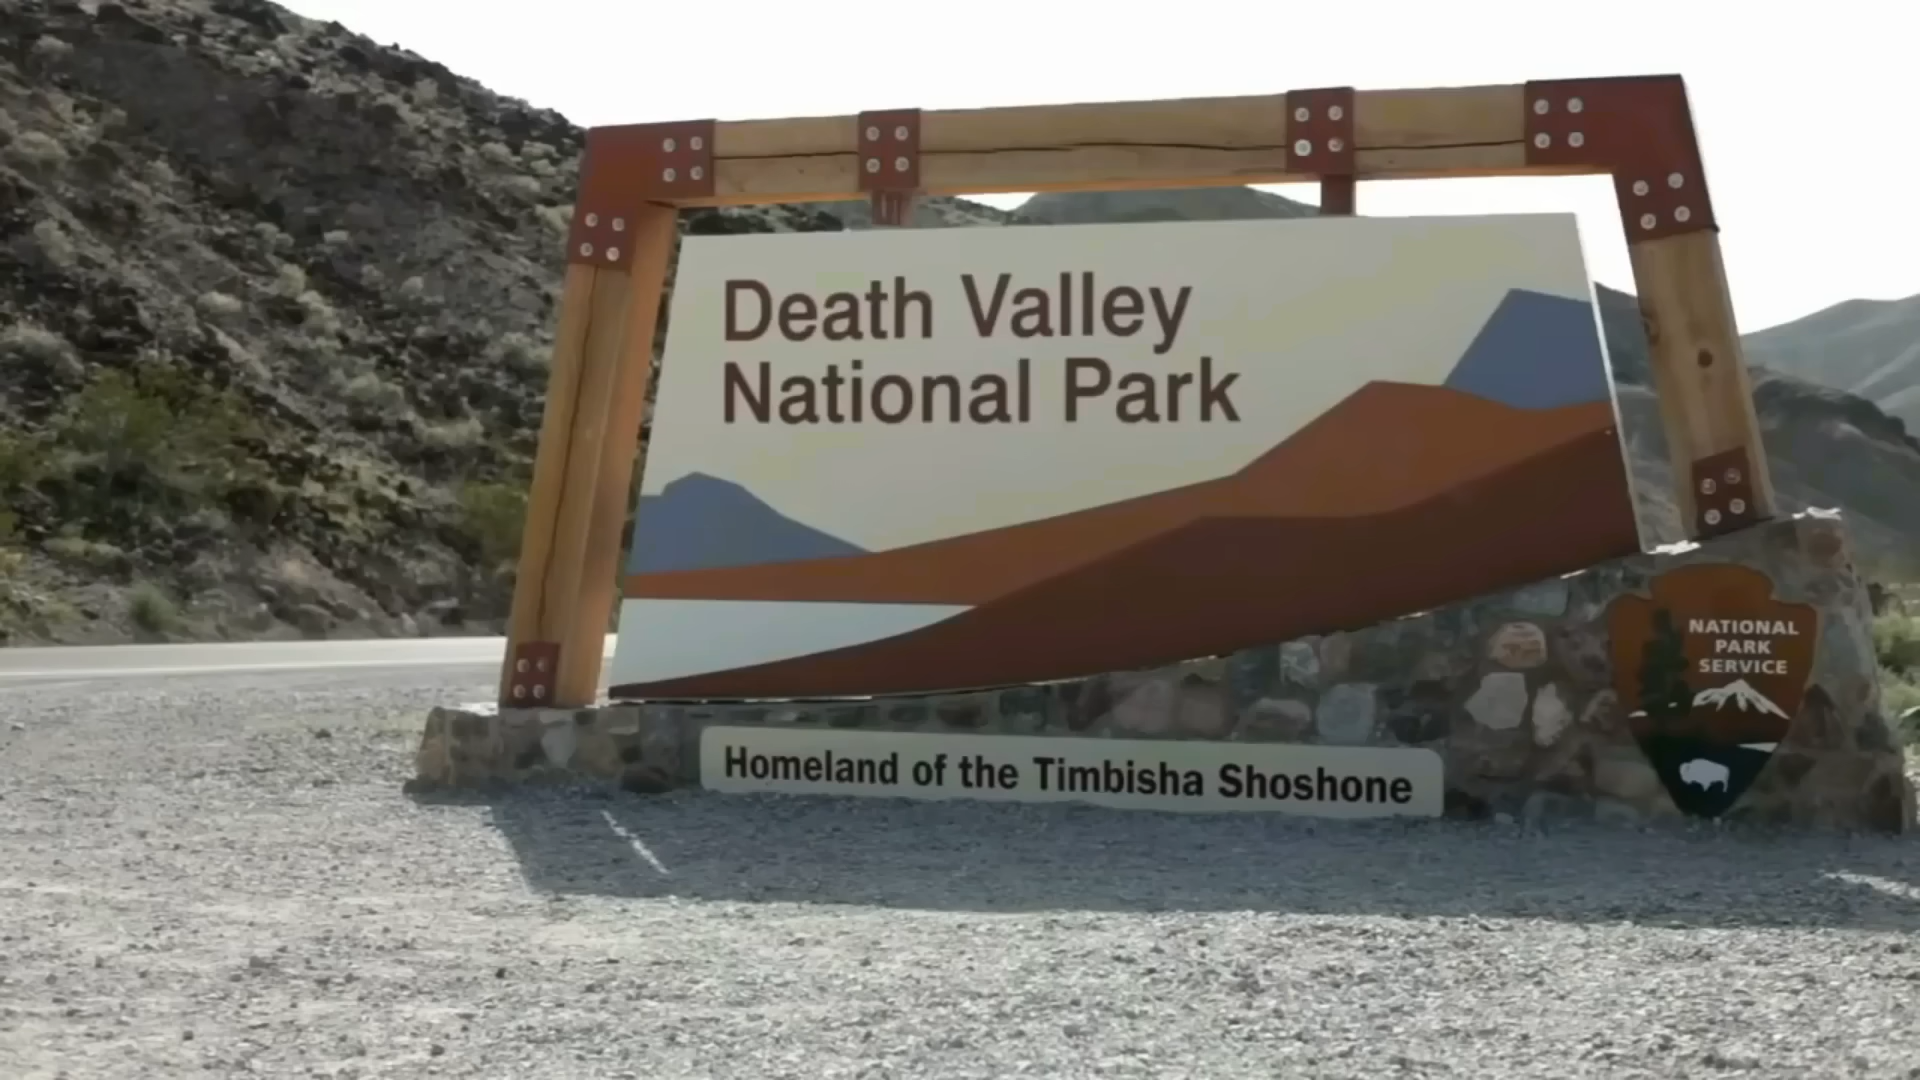 Death Valley
National Park
Homeland of the Timbisha Shoshone
NATIONAL
PARK
SERVICE